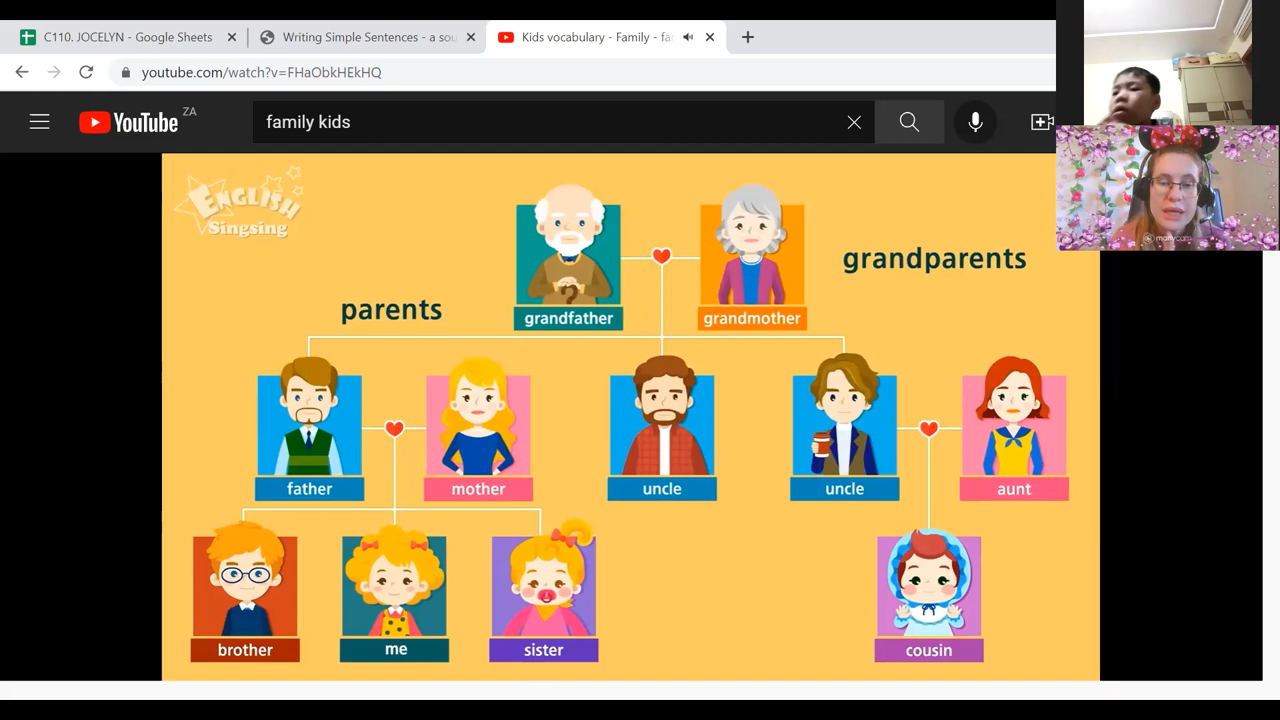 C110. JOCELYN - Google Sheets
Writing Simple Sentences - a sou
Kids vocabulary - Family - fa
youtube.com/watch?v=FHaObkHEkHQ
YouTube ZA
family kids
ENGLISH
Singsing
grandparents
parents
grandfather
grandmother
father
mother
uncle
uncle
aunt
brother
me
sister
cousin
manycam